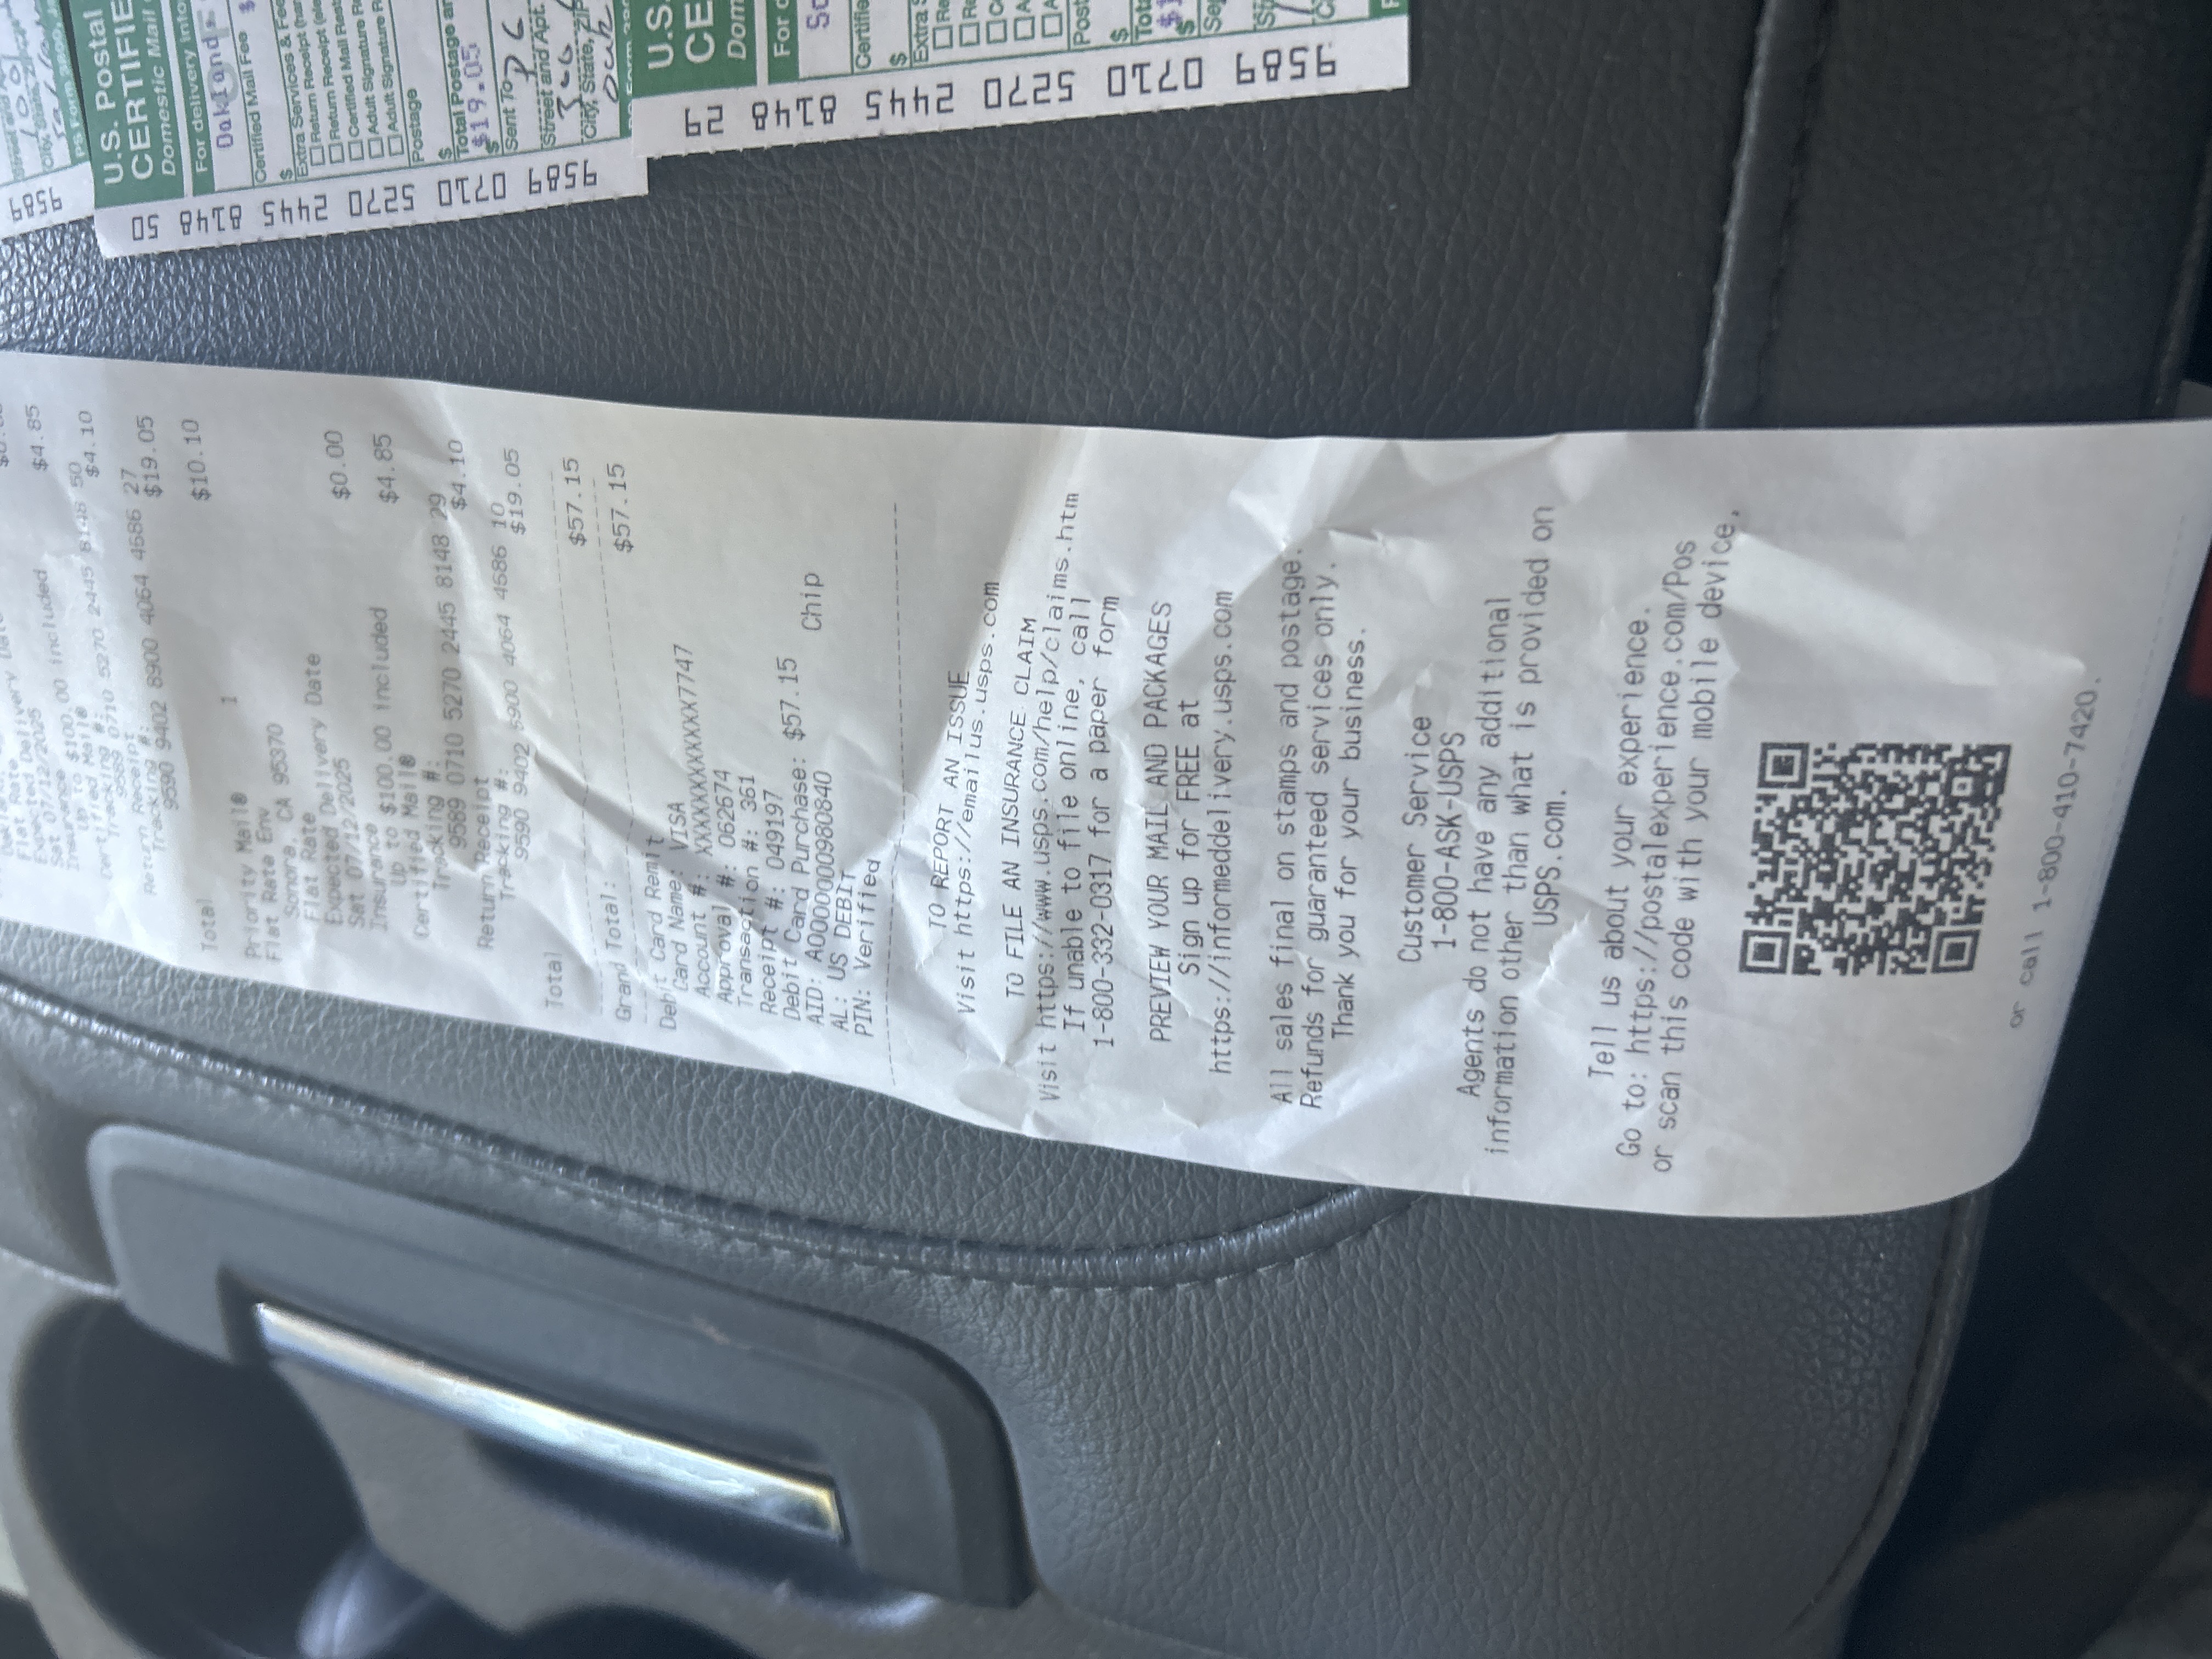 Flat Rate
Expected Delivery Date
Sat 07/12/2025
Insurance
Up to $100.00 included
Certified Mail® $4.85
Tracking #:
9589 0710 5270 2445 8148 50
Return Receipt $4.10
Tracking #:
9590 9402 8900 4064 4586 27
Total $19.05
Priority Mail® 1 $10.10
Flat Rate Env
Sonora, CA 95370
Flat Rate
Expected Delivery Date
Sat 07/12/2025
Insurance $0.00
Up to $100.00 included
Certified Mail® $4.85
Tracking #:
9589 0710 5270 2445 8148 29
Return Receipt $4.10
Tracking #:
9590 9402 8900 4064 4586 10
Total $19.05
Grand Total: $57.15
Debit Card Remit $57.15
Card Name: VISA
Account #: XXXXXXXXXXXX7747
Approval #: 062674
Transaction #: 361
Receipt #: 049197
Debit Card Purchase: $57.15
AID: A0000000980840 Chip
AL: US DEBIT
PIN: Verified
TO REPORT AN ISSUE
Visit https://emailus.usps.com
TO FILE AN INSURANCE CLAIM
Visit https://www.usps.com/help/claims.htm
If unable to file online, call
1-800-332-0317 for a paper form
PREVIEW YOUR MAIL AND PACKAGES
Sign up for FREE at
https://informeddelivery.usps.com
All sales final on stamps and postage.
Refunds for guaranteed services only.
Thank you for your business.
Customer Service
1-800-ASK-USPS
Agents do not have any additional
information other than what is provided on
USPS.com.
Tell us about your experience.
Go to: https://postalexperience.com/Pos
or scan this code with your mobile device,
or call 1-800-410-7420.
9589
City, State, Z
PS Form 3800, J
9589 0710 5270 2445 8148 50
U.S. Postal
CERTIFIE
Domestic Mail
For delivery info
Oakland,
Certified Mail Fee $
$
Extra Services & Fee
Return Receipt (har
Return Receipt (ele
Certified Mail Rest
Adult Signature Re
Adult Signature R
Postage
$
Total Postage an
$19.05
$
Sent To
PG
Street and Apt.
300
City, State, ZIP
Oak
9589 0710 5270 2445 8148 29
U.S.
CE
Dom
For d
So
Certifie
$
Extra S
Re
Re
C
A
A
Post
$
Tota
$1
$
Se